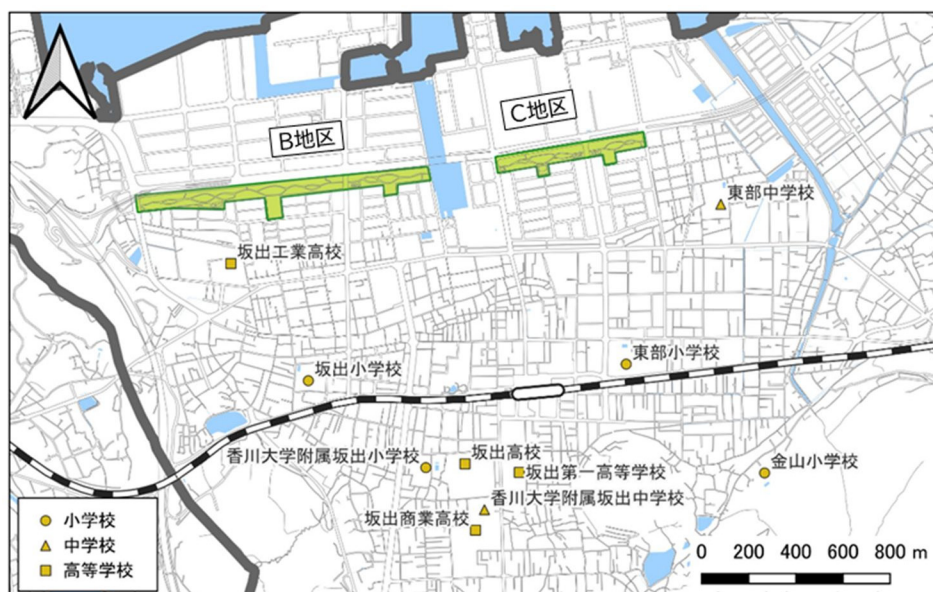 B地区
C地区
東部中学校
坂出工業高校
坂出小学校
東部小学校
香川大学附属坂出小学校
坂出高校
坂出第一高等学校
金山小学校
香川大学附属坂出中学校
坂出商業高校
小学校
中学校
高等学校
0 200 400 600 800 m